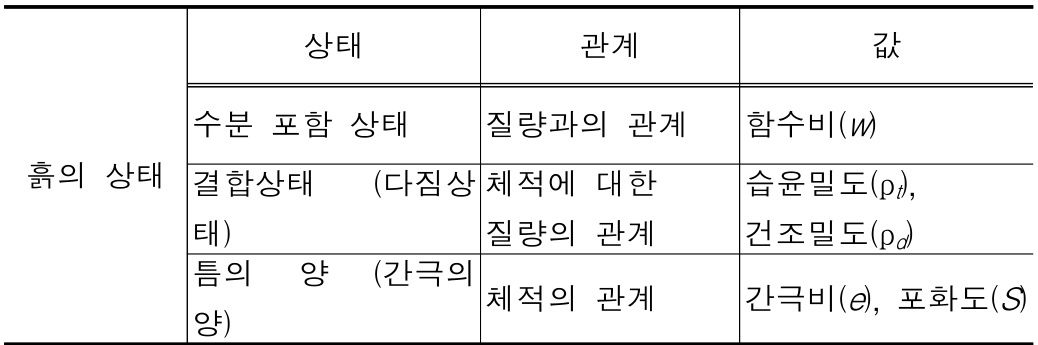 상태 관계 값
수분 포함 상태 질량과의 관계 함수비(w)
흙의 상태
결합상태 (다짐상 체적에 대한 습윤밀도(ρt),
태) 질량의 관계 건조밀도(ρd)
틈의 양 (간극의
양) 체적의 관계 간극비(e), 포화도(S)